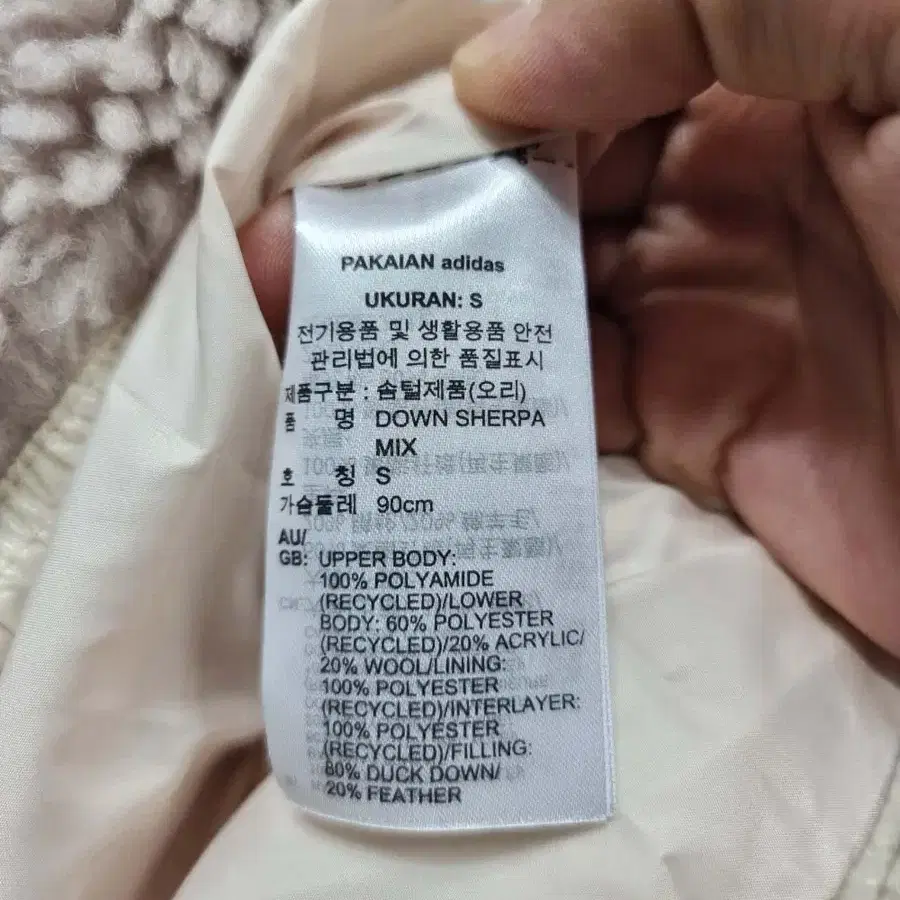 PAKAIAN adidas
UKURAN: S
전기용품 및 생활용품 안전
관리법에 의한 품질표시
제품구분 : 솜털제품(오리)
품 명 DOWN SHERPA
MIX
호 칭 S
가슴둘레 90cm
AU/
GB: UPPER BODY:
100% POLYAMIDE
(RECYCLED)/LOWER
BODY: 60% POLYESTER
(RECYCLED)/20% ACRYLIC/
20% WOOL/LINING:
100% POLYESTER
(RECYCLED)/INTERLAYER:
100% POLYESTER
(RECYCLED)/FILLING:
80% DUCK DOWN/
20% FEATHER